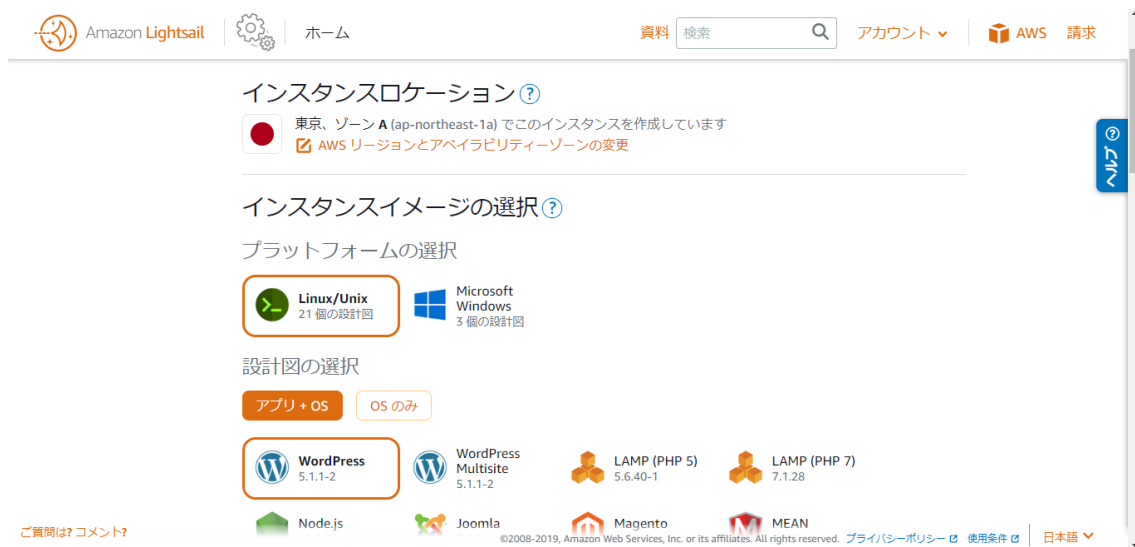 Amazon Lightsail ホーム 資料 検索 アカウント AWS 請求
インスタンスロケーション ?
東京、ゾーン A (ap-northeast-1a) でこのインスタンスを作成しています
AWS リージョンとアベイラビリティーゾーンの変更
ヘルプ ?
インスタンスイメージの選択 ?
プラットフォームの選択
Linux/Unix
21 個の設計図
Microsoft
Windows
3 個の設計図
設計図の選択
アプリ + OS OS のみ
WordPress
5.1.1-2
WordPress
Multisite
5.1.1-2
LAMP (PHP 5)
5.6.40-1
LAMP (PHP 7)
7.1.28
Node.js Joomla Magento MEAN
ご質問は? コメント? ©2008-2019, Amazon Web Services, Inc. or its affiliates. All rights reserved. プライバシーポリシー 使用条件 日本語